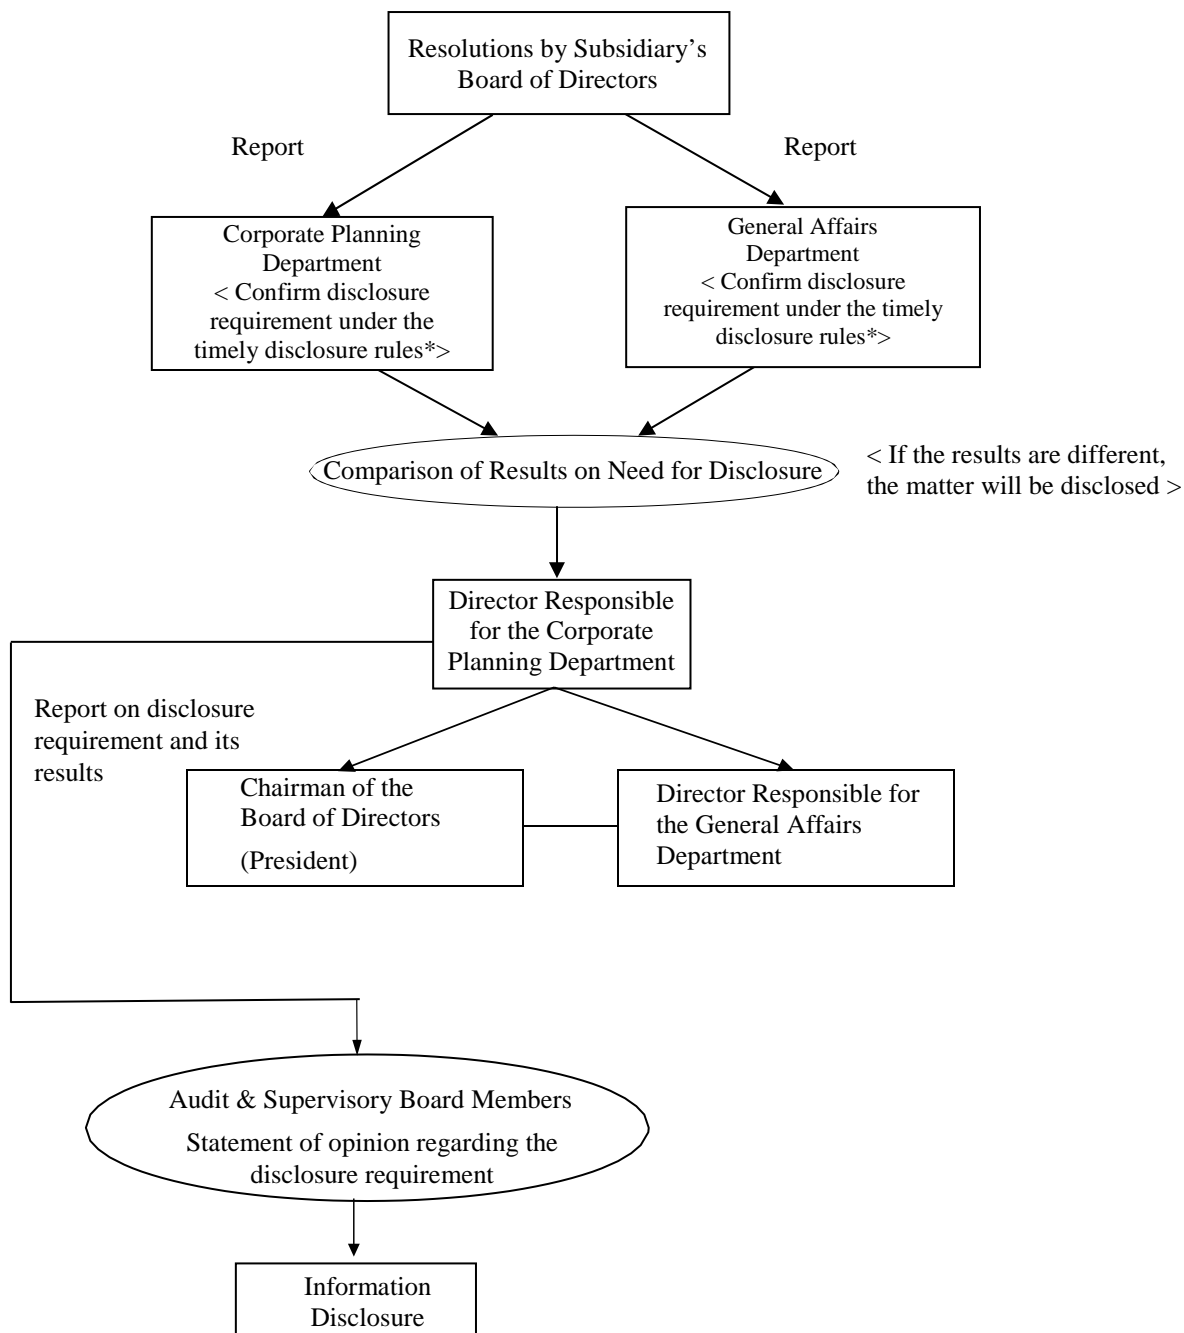 Resolutions by Subsidiary’s
Board of Directors
Report
Report
Corporate Planning
Department
< Confirm disclosure
requirement under the
timely disclosure rules*>
General Affairs
Department
< Confirm disclosure
requirement under the timely
disclosure rules*>
Comparison of Results on Need for Disclosure
< If the results are different,
the matter will be disclosed >
Director Responsible
for the Corporate
Planning Department
Report on disclosure
requirement and its
results
Chairman of the
Board of Directors
(President)
Director Responsible for
the General Affairs
Department
Audit & Supervisory Board Members
Statement of opinion regarding the
disclosure requirement
Information
Disclosure